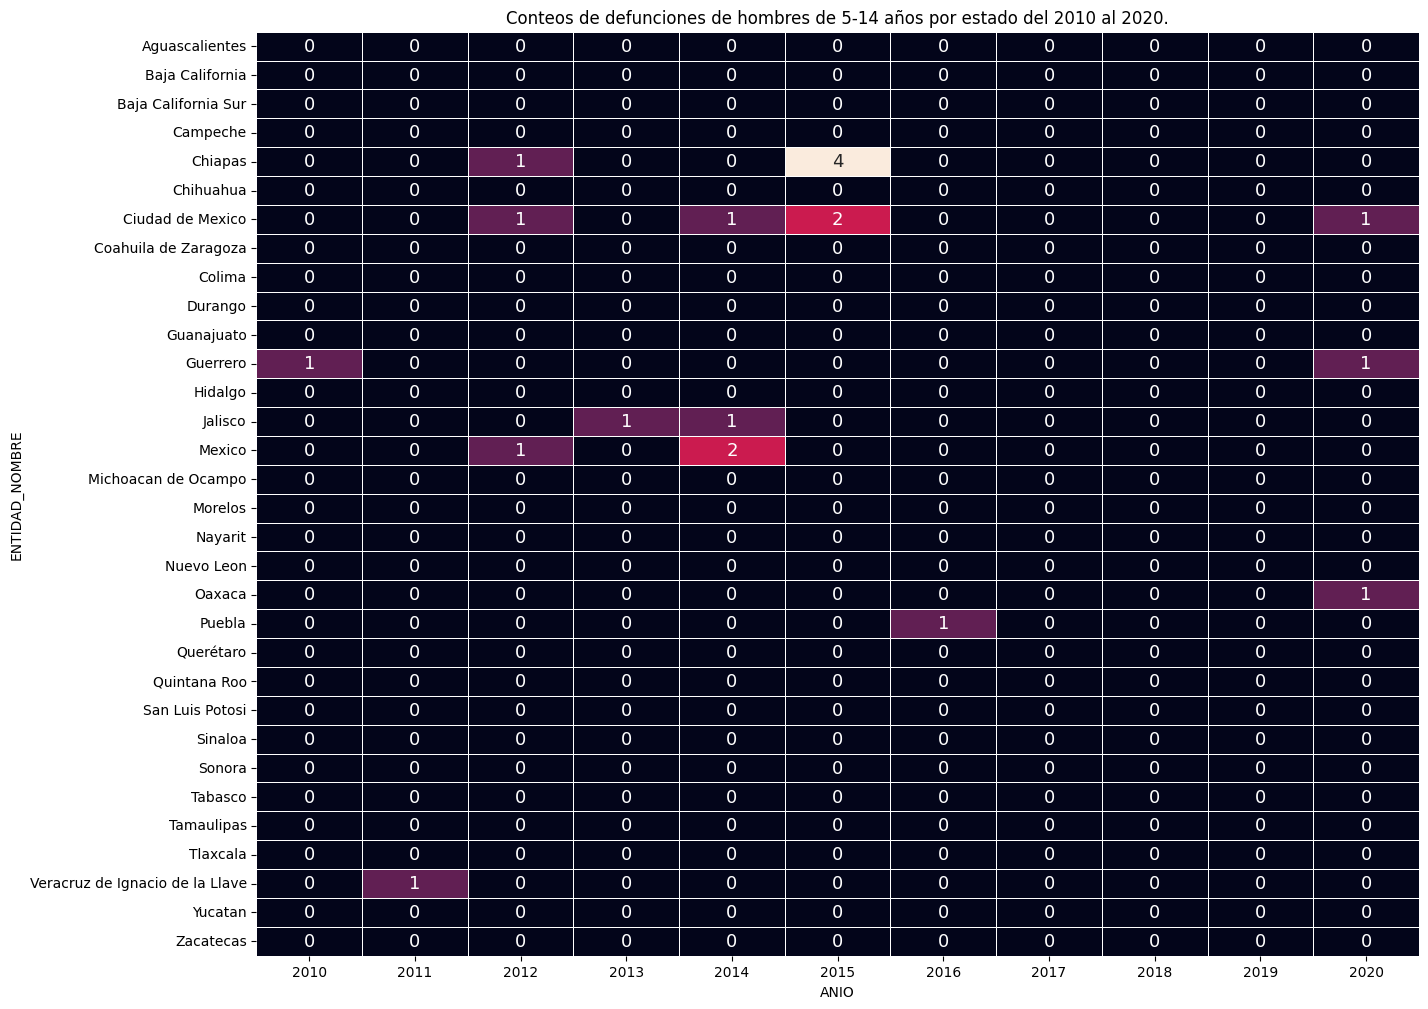 Conteos de defunciones de hombres de 5-14 años por estado del 2010 al 2020.
ENTIDAD_NOMBRE
Aguascalientes 0 0 0 0 0 0 0 0 0 0 0
Baja California 0 0 0 0 0 0 0 0 0 0 0
Baja California Sur 0 0 0 0 0 0 0 0 0 0 0
Campeche 0 0 0 0 0 0 0 0 0 0 0
Chiapas 0 0 1 0 0 4 0 0 0 0 0
Chihuahua 0 0 0 0 0 0 0 0 0 0 0
Ciudad de Mexico 0 0 1 0 1 2 0 0 0 0 1
Coahuila de Zaragoza 0 0 0 0 0 0 0 0 0 0 0
Colima 0 0 0 0 0 0 0 0 0 0 0
Durango 0 0 0 0 0 0 0 0 0 0 0
Guanajuato 0 0 0 0 0 0 0 0 0 0 0
Guerrero 1 0 0 0 0 0 0 0 0 0 1
Hidalgo 0 0 0 0 0 0 0 0 0 0 0
Jalisco 0 0 0 1 1 0 0 0 0 0 0
Mexico 0 0 1 0 2 0 0 0 0 0 0
Michoacan de Ocampo 0 0 0 0 0 0 0 0 0 0 0
Morelos 0 0 0 0 0 0 0 0 0 0 0
Nayarit 0 0 0 0 0 0 0 0 0 0 0
Nuevo Leon 0 0 0 0 0 0 0 0 0 0 0
Oaxaca 0 0 0 0 0 0 0 0 0 0 1
Puebla 0 0 0 0 0 0 1 0 0 0 0
Querétaro 0 0 0 0 0 0 0 0 0 0 0
Quintana Roo 0 0 0 0 0 0 0 0 0 0 0
San Luis Potosi 0 0 0 0 0 0 0 0 0 0 0
Sinaloa 0 0 0 0 0 0 0 0 0 0 0
Sonora 0 0 0 0 0 0 0 0 0 0 0
Tabasco 0 0 0 0 0 0 0 0 0 0 0
Tamaulipas 0 0 0 0 0 0 0 0 0 0 0
Tlaxcala 0 0 0 0 0 0 0 0 0 0 0
Veracruz de Ignacio de la Llave 0 1 0 0 0 0 0 0 0 0 0
Yucatan 0 0 0 0 0 0 0 0 0 0 0
Zacatecas 0 0 0 0 0 0 0 0 0 0 0
2010 2011 2012 2013 2014 2015 2016 2017 2018 2019 2020
ANIO